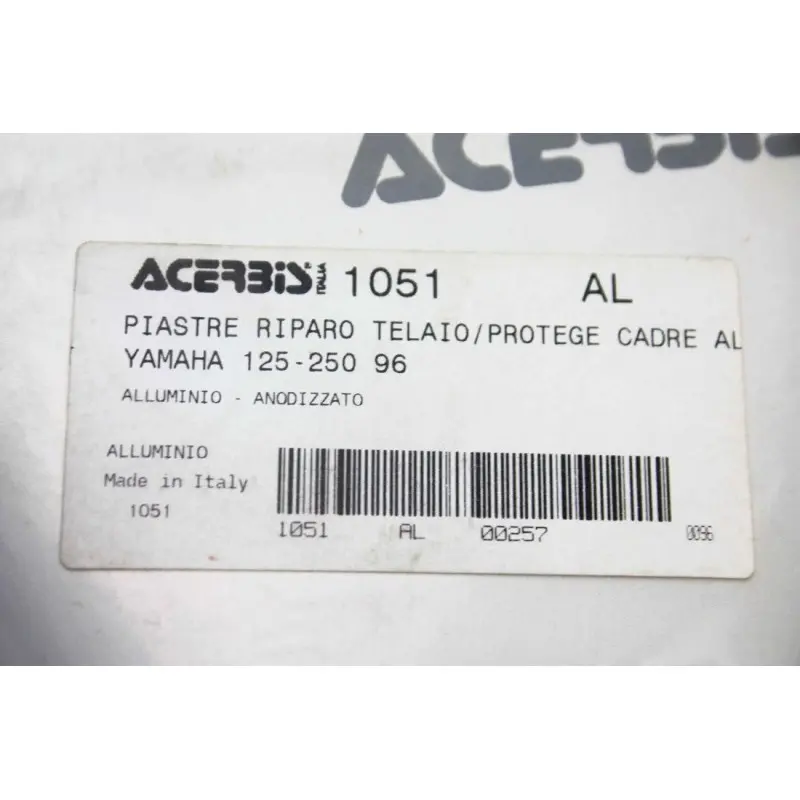 ACERBIS
ACERBIS ITALIA 1051 AL
PIASTRE RIPARO TELAIO/PROTEGE CADRE AL
YAMAHA 125-250 96
ALLUMINIO - ANODIZZATO
ALLUMINIO
Made in Italy
1051
1051 AL 00257 0096